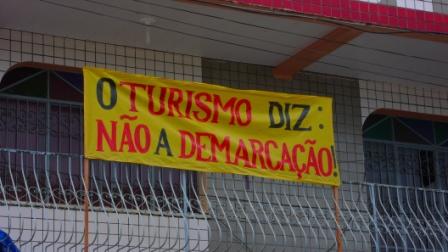 O TURISMO DIZ:
NÃO A DEMARCAÇÃO!